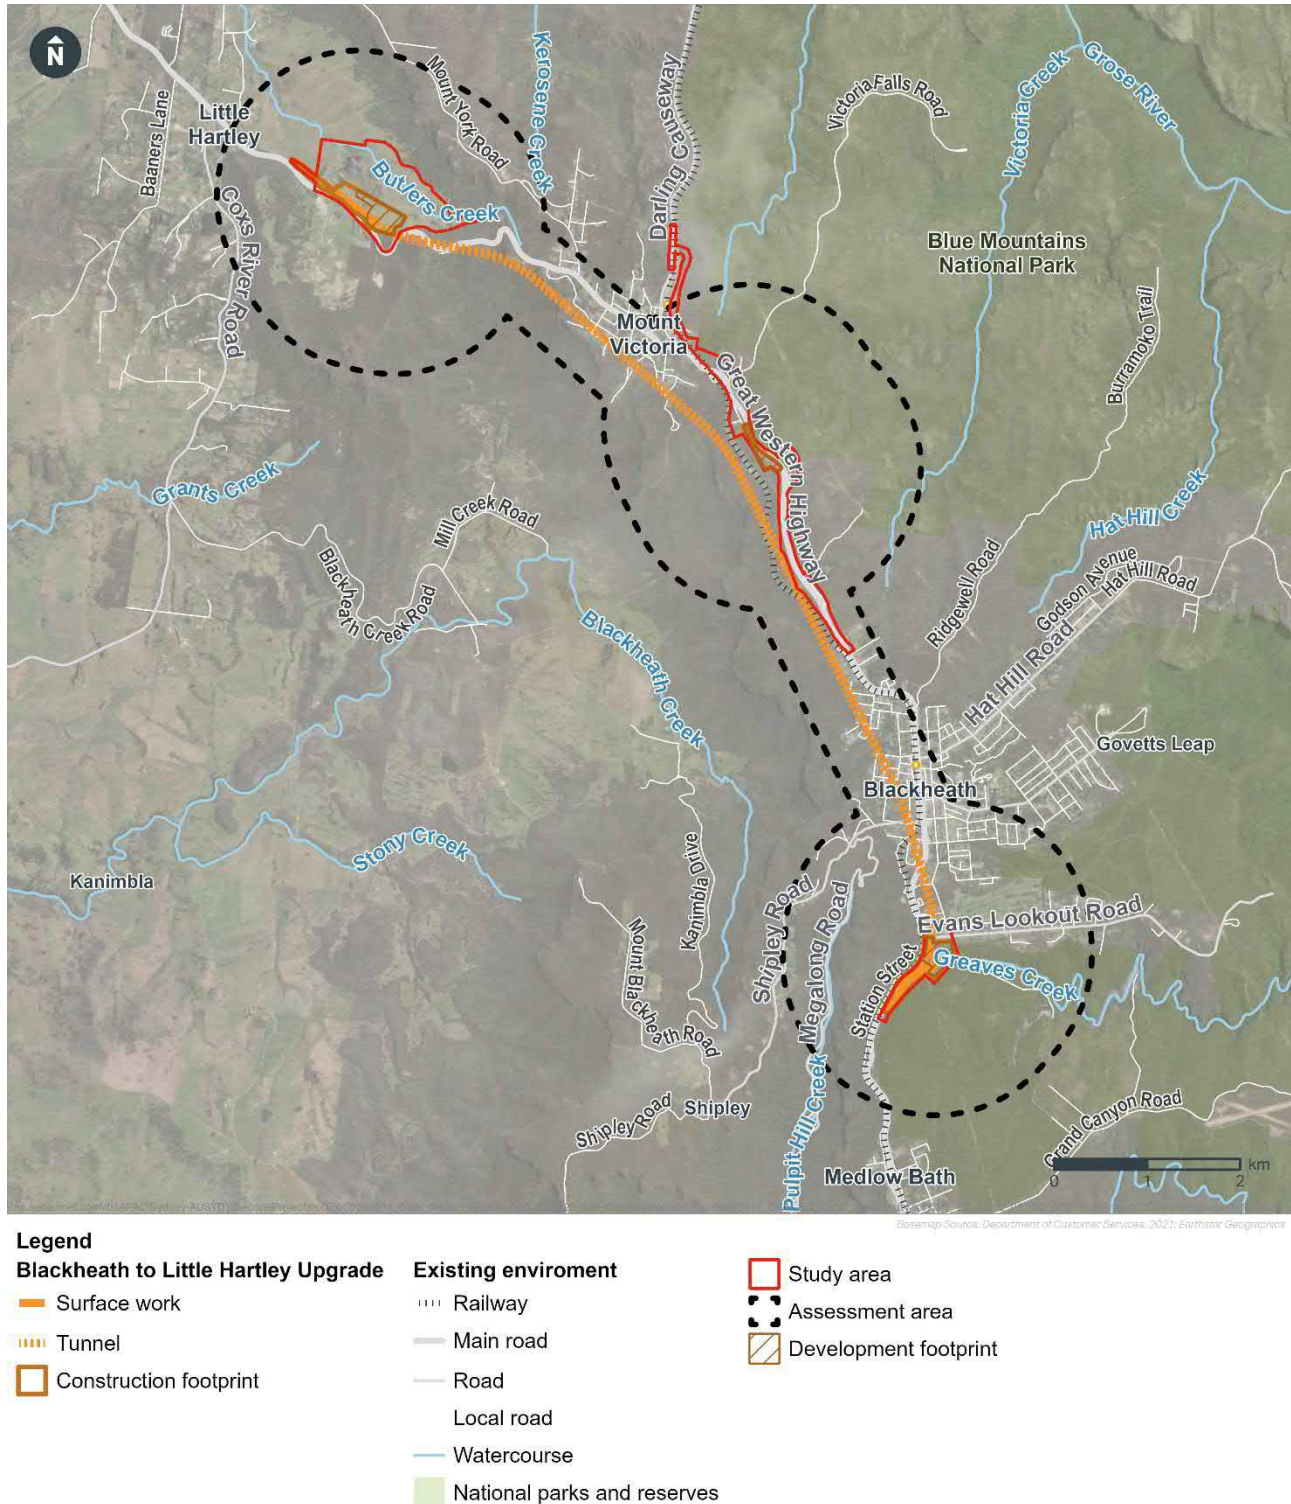 N
Little
Hartley
Baaners Lane
Coxs River Road
Butlers Creek
Mount York Road
Kerosene Creek
Darling Causeway
Victoria Falls Road
Victoria Creek
Grose River
Blue Mountains
National Park
Burramoko Trail
Mount
Victoria
Great Western Highway
Grants Creek
Mill Creek Road
Blackheath Creek Road
Blackheath Creek
Hat Hill Creek
Ridgewell Road
Godson Avenue
Hat Hill Road
Hat Hill Road
Govetts Leap
Blackheath
Stony Creek
Kanimbla
Kanimbla Drive
Mount Blackheath Road
Shipley Road
Megalong Road
Station Street
Evans Lookout Road
Greaves Creek
Shipley Road
Shipley
Pulpit Hill Creek
Medlow Bath
Grand Canyon Road
km
0 1 2
Basemap Source: Department of Customer Services, 2021; Earthstar Geographics
Legend
Blackheath to Little Hartley Upgrade
Surface work
Tunnel
Construction footprint
Existing enviroment
Railway
Main road
Road
Local road
Watercourse
National parks and reserves
Study area
Assessment area
Development footprint